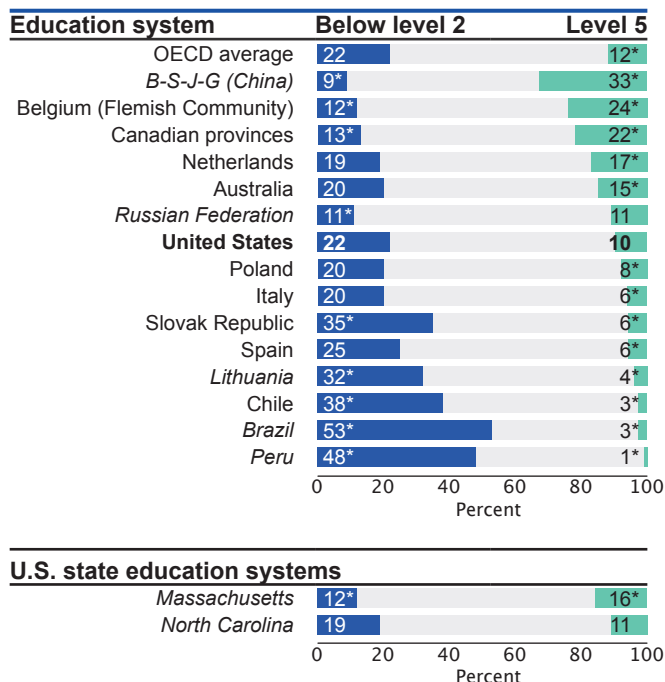 Education system Below level 2 Level 5
OECD average 22 12*
B-S-J-G (China) 9* 33*
Belgium (Flemish Community) 12* 24*
Canadian provinces 13* 22*
Netherlands 19 17*
Australia 20 15*
Russian Federation 11* 11
United States 22 10
Poland 20 8*
Italy 20 6*
Slovak Republic 35* 6*
Spain 25 6*
Lithuania 32* 4*
Chile 38* 3*
Brazil 53* 3*
Peru 48* 1*
0 20 40 60 80 100
Percent
U.S. state education systems
Massachusetts 12* 16*
North Carolina 19 11
0 20 40 60 80 100
Percent